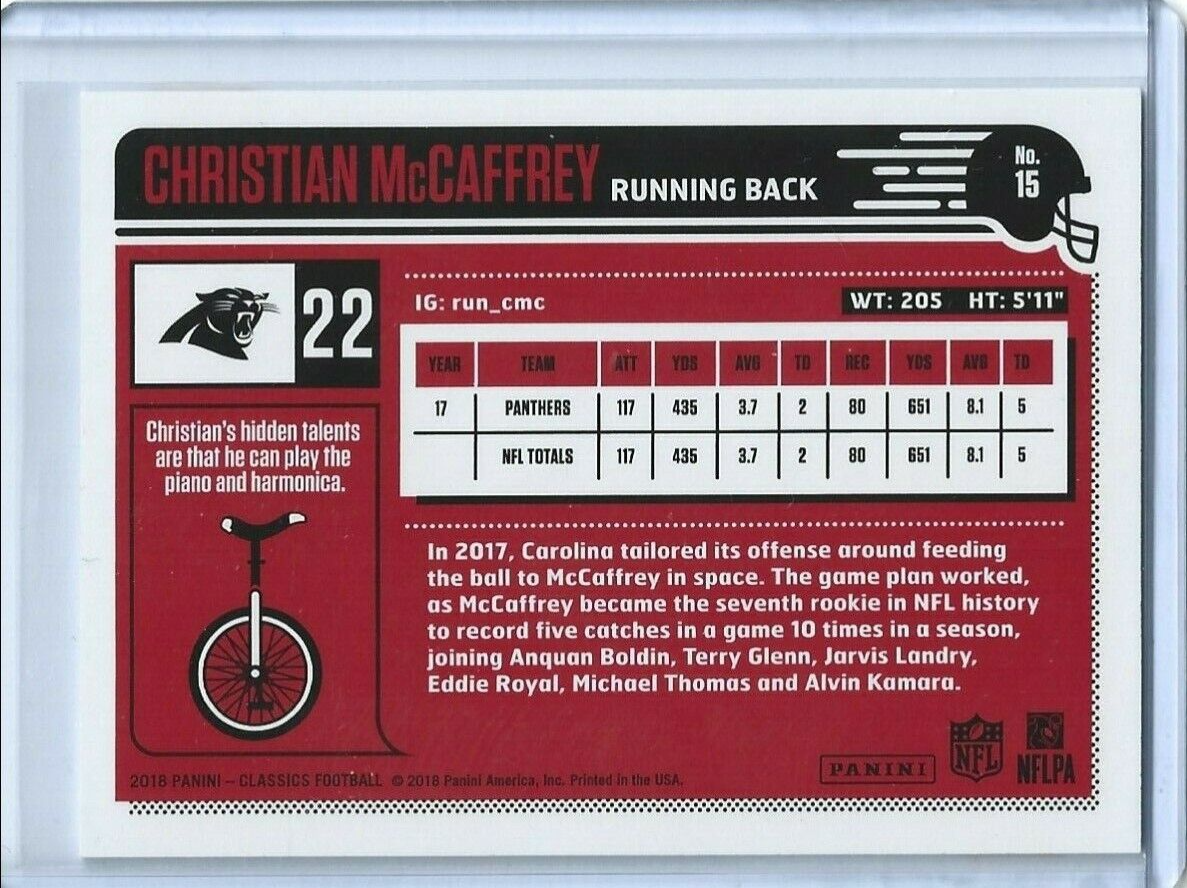 CHRISTIAN McCAFFREY RUNNING BACK
No.
15
22
IG: run_cmc WT: 205 HT: 5'11"
YEAR TEAM ATT YDS AVG TD REC YDS AVG TD
17 PANTHERS 117 435 3.7 2 80 651 8.1 5
NFL TOTALS 117 435 3.7 2 80 651 8.1 5
Christian's hidden talents
are that he can play the
piano and harmonica.
In 2017, Carolina tailored its offense around feeding
the ball to McCaffrey in space. The game plan worked,
as McCaffrey became the seventh rookie in NFL history
to record five catches in a game 10 times in a season,
joining Anquan Boldin, Terry Glenn, Jarvis Landry,
Eddie Royal, Michael Thomas and Alvin Kamara.
2018 PANINI – CLASSICS FOOTBALL © 2018 Panini America, Inc. Printed in the USA.
PANINI
NFL
NFLPA